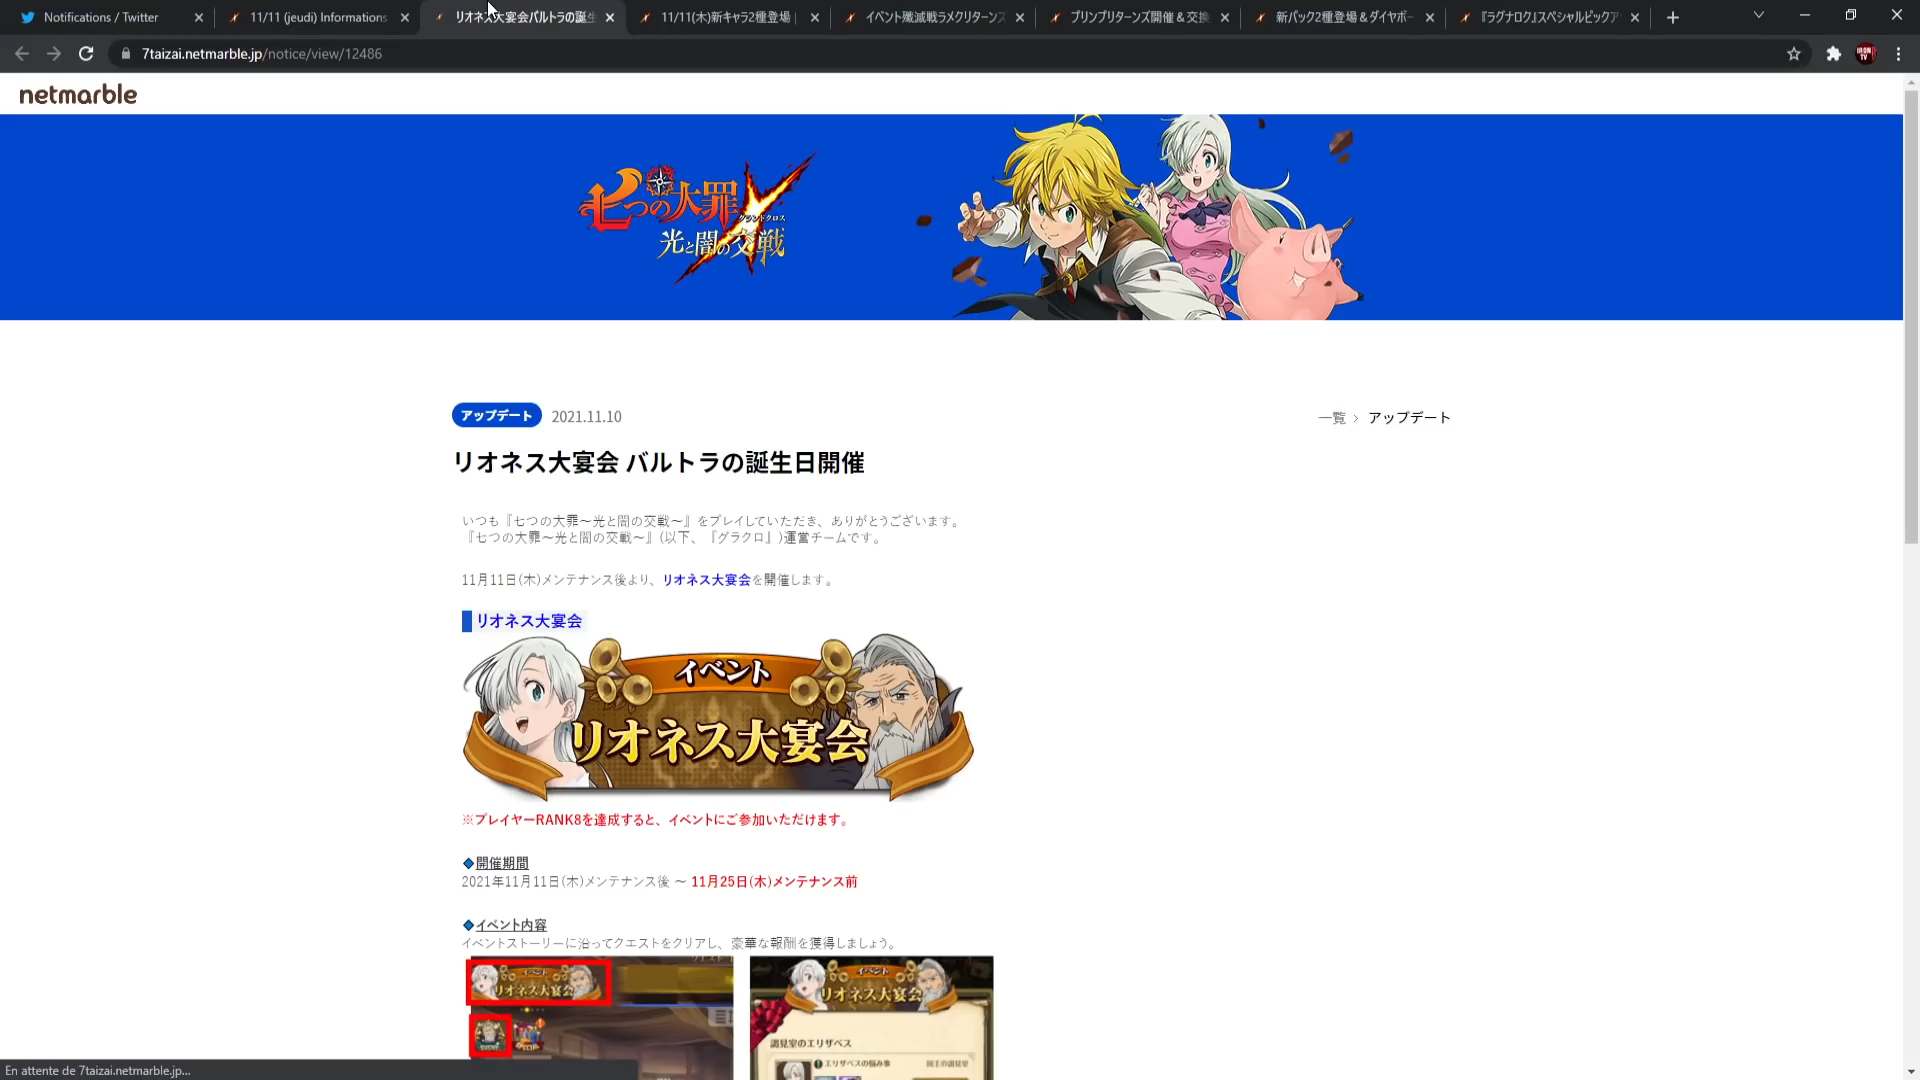 Notifications / Twitter
11/11 (jeudi) Informations
リオネス大宴会バルトラの誕生
11/11(木)新キャラ2種登場 |
イベント殲滅戦ラメクリターンズ
プリンプリターンズ開催＆交換
新パック2種登場＆ダイヤボー
『ラグナロク』スペシャルピックア
7taizai.netmarble.jp/notice/view/12486
netmarble
七つの大罪
グランドクロス
光と闇の交戦
アップデート 2021.11.10
一覧 > アップデート
リオネス大宴会 バルトラの誕生日開催
いつも『七つの大罪～光と闇の交戦～』をプレイしていただき、ありがとうございます。
『七つの大罪～光と闇の交戦～』(以下、『グラクロ』)運営チームです。
11月11日(木)メンテナンス後より、リオネス大宴会を開催します。
リオネス大宴会
イベント
リオネス大宴会
※プレイヤーRANK8を達成すると、イベントにご参加いただけます。
◆開催期間
2021年11月11日(木)メンテナンス後 ～ 11月25日(木)メンテナンス前
◆イベント内容
イベントストーリーに沿ってクエストをクリアし、豪華な報酬を獲得しましょう。
イベント
リオネス大宴会
イベント
リオネス大宴会
謁見室のエリザベス
エリザベスの悩み事
国王の謁見室
En attente de 7taizai.netmarble.jp...